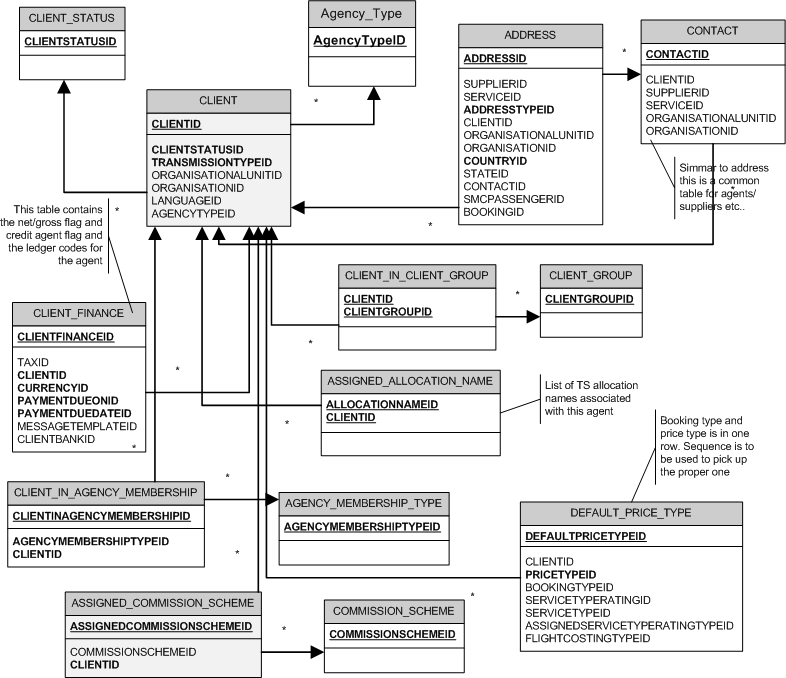 CLIENT_STATUS
CLIENTSTATUSID
Agency_Type
AgencyTypeID
ADDRESS
ADDRESSID
SUPPLIERID
SERVICEID
ADDRESSTYPEID
CLIENTID
ORGANISATIONALUNITID
ORGANISATIONID
COUNTRYID
STATEID
CONTACTID
SMCPASSENGERID
BOOKINGID
*
CONTACT
CONTACTID
CLIENTID
SUPPLIERID
SERVICEID
ORGANISATIONALUNITID
ORGANISATIONID
CLIENT
CLIENTID
CLIENTSTATUSID
TRANSMISSIONTYPEID
ORGANISATIONALUNITID
ORGANISATIONID
LANGUAGEID
AGENCYTYPEID
*
Simmar to address
this is a common
table for agents/
suppliers etc..
*
*
This table contains
the net/gross flag and
credit agent flag and
the ledger codes for
the agent
*
CLIENT_FINANCE
CLIENTFINANCEID
TAXID
CLIENTID
CURRENCYID
PAYMENTDUEONID
PAYMENTDUEDATEID
MESSAGETEMPLATEID
CLIENTBANKID
*
*
CLIENT_IN_CLIENT_GROUP
CLIENTID
CLIENTGROUPID
*
*
CLIENT_GROUP
CLIENTGROUPID
ASSIGNED_ALLOCATION_NAME
ALLOCATIONNAMEID
CLIENTID
*
List of TS allocation
names associated
with this agent
Booking type and
price type is in one
row. Sequence is to
be used to pick up
the proper one
CLIENT_IN_AGENCY_MEMBERSHIP
CLIENTINAGENCYMEMBERSHIPID
AGENCYMEMBERSHIPTYPEID
CLIENTID
*
AGENCY_MEMBERSHIP_TYPE
AGENCYMEMBERSHIPTYPEID
*
DEFAULT_PRICE_TYPE
DEFAULTPRICETYPEID
CLIENTID
PRICETYPEID
BOOKINGTYPEID
SERVICETYPERATINGID
SERVICETYPEID
ASSIGNEDSERVICETYPERATINGTYPEID
FLIGHTCOSTINGTYPEID
*
ASSIGNED_COMMISSION_SCHEME
ASSIGNEDCOMMISSIONSCHEMEID
COMMISSIONSCHEMEID
CLIENTID
*
COMMISSION_SCHEME
COMMISSIONSCHEMEID